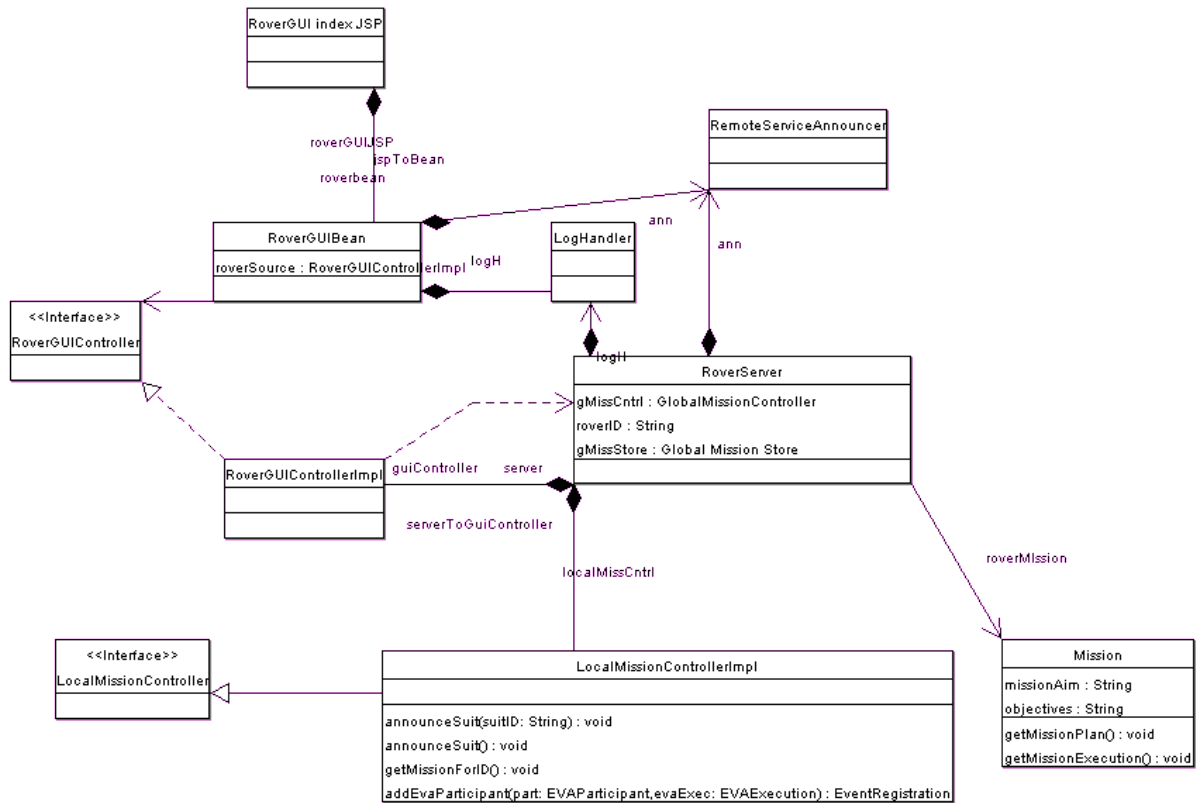 RoverGUI index JSP
roverGUIJSP
jspToBean
roverbean
RemoteServiceAnnouncer
RoverGUIBean
roverSource : RoverGUIControllerImpl
logH
ann
ann
LogHandler
<<Interface>>
RoverGUIController
logH
RoverServer
gMissCntrl : GlobalMissionController
roverID : String
gMissStore : Global Mission Store
RoverGUIControllerImpl
guiController
server
serverToGuiController
localMissCntrl
roverMIssion
<<Interface>>
LocalMissionController
LocalMissionControllerImpl
announceSuit(suitID: String) : void
announceSuit() : void
getMissionForID() : void
addEvaParticipant(part: EVAParticipant,evaExec: EVAExecution) : EventRegistration
Mission
missionAim : String
objectives : String
getMissionPlan() : void
getMissionExecution() : void